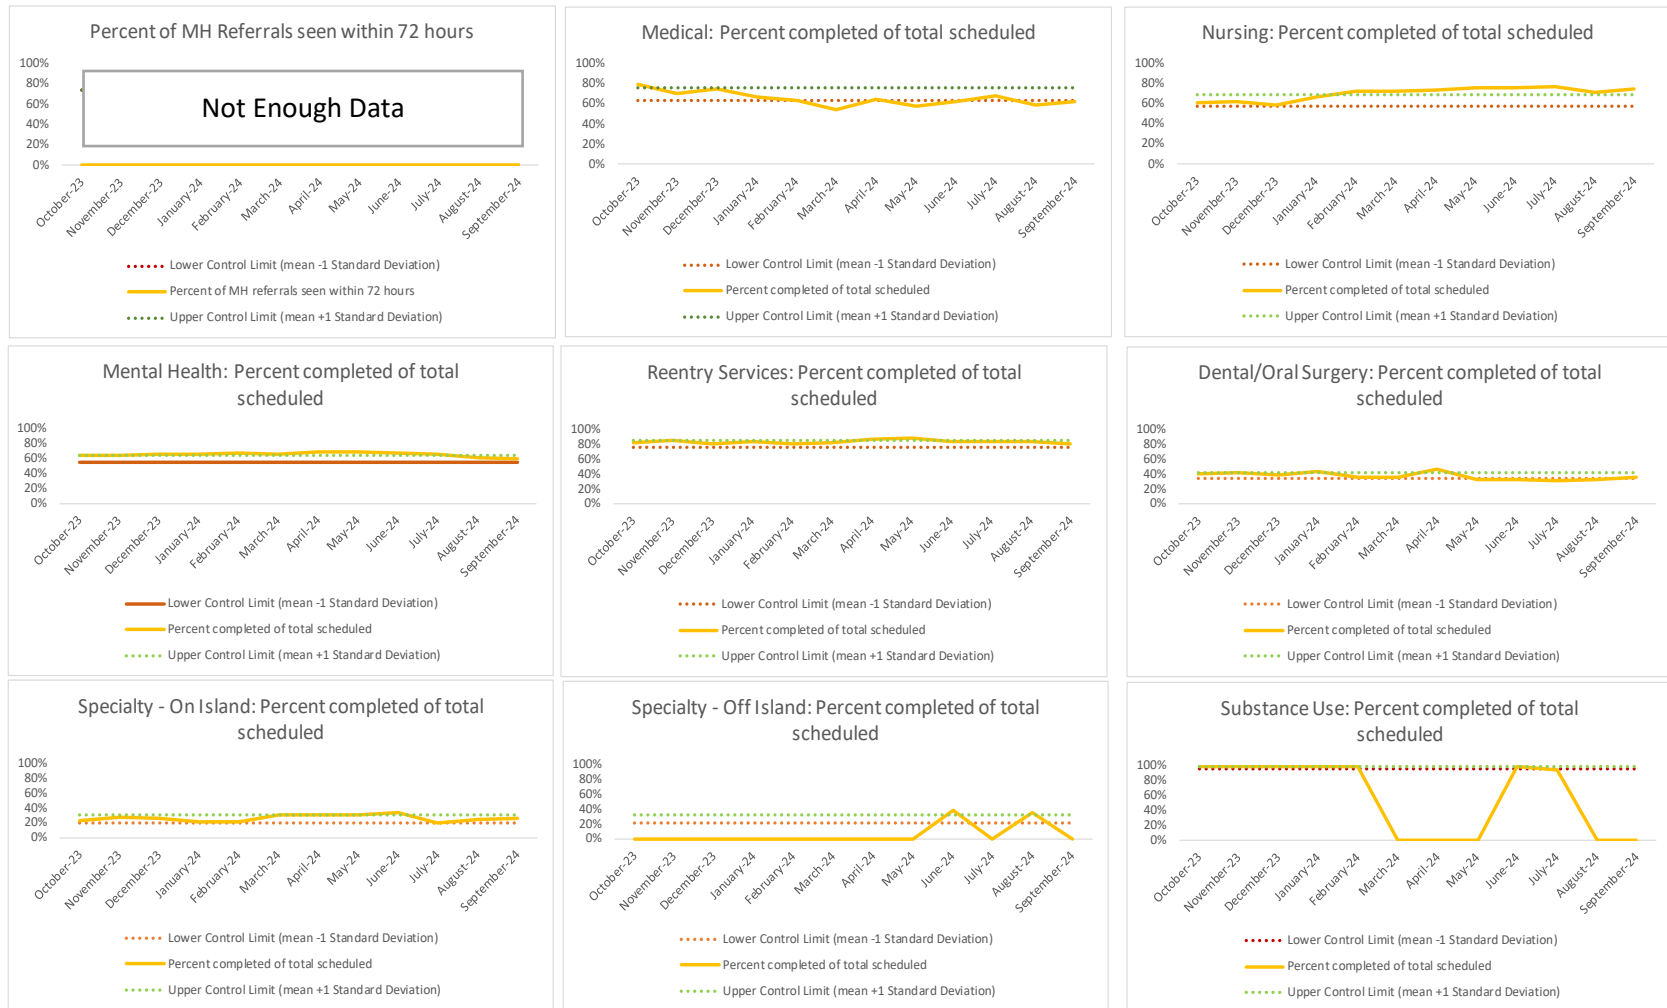 Percent of MH Referrals seen within 72 hours
100%
80%
60%
40%
20%
0%
Not Enough Data
October-23
November-23
December-23
January-24
February-24
March-24
April-24
May-24
June-24
July-24
August-24
September-24
Lower Control Limit (mean -1 Standard Deviation)
Percent of MH referrals seen within 72 hours
Upper Control Limit (mean +1 Standard Deviation)
Medical: Percent completed of total scheduled
100%
80%
60%
40%
20%
0%
October-23
November-23
December-23
January-24
February-24
March-24
April-24
May-24
June-24
July-24
August-24
September-24
Lower Control Limit (mean -1 Standard Deviation)
Percent completed of total scheduled
Upper Control Limit (mean +1 Standard Deviation)
Nursing: Percent completed of total scheduled
100%
80%
60%
40%
20%
0%
October-23
November-23
December-23
January-24
February-24
March-24
April-24
May-24
June-24
July-24
August-24
September-24
Lower Control Limit (mean -1 Standard Deviation)
Percent completed of total scheduled
Upper Control Limit (mean +1 Standard Deviation)
Mental Health: Percent completed of total
scheduled
100%
80%
60%
40%
20%
0%
October-23
November-23
December-23
January-24
February-24
March-24
April-24
May-24
June-24
July-24
August-24
September-24
Lower Control Limit (mean -1 Standard Deviation)
Percent completed of total scheduled
Upper Control Limit (mean +1 Standard Deviation)
Reentry Services: Percent completed of total
scheduled
100%
80%
60%
40%
20%
0%
October-23
November-23
December-23
January-24
February-24
March-24
April-24
May-24
June-24
July-24
August-24
September-24
Lower Control Limit (mean -1 Standard Deviation)
Percent completed of total scheduled
Upper Control Limit (mean +1 Standard Deviation)
Dental/Oral Surgery: Percent completed of total
scheduled
100%
80%
60%
40%
20%
0%
October-23
November-23
December-23
January-24
February-24
March-24
April-24
May-24
June-24
July-24
August-24
September-24
Lower Control Limit (mean -1 Standard Deviation)
Percent completed of total scheduled
Upper Control Limit (mean +1 Standard Deviation)
Specialty - On Island: Percent completed of total
scheduled
100%
80%
60%
40%
20%
0%
October-23
November-23
December-23
January-24
February-24
March-24
April-24
May-24
June-24
July-24
August-24
September-24
Lower Control Limit (mean -1 Standard Deviation)
Percent completed of total scheduled
Upper Control Limit (mean +1 Standard Deviation)
Specialty - Off Island: Percent completed of total
scheduled
100%
80%
60%
40%
20%
0%
October-23
November-23
December-23
January-24
February-24
March-24
April-24
May-24
June-24
July-24
August-24
September-24
Lower Control Limit (mean -1 Standard Deviation)
Percent completed of total scheduled
Upper Control Limit (mean +1 Standard Deviation)
Substance Use: Percent completed of total
scheduled
100%
80%
60%
40%
20%
0%
October-23
November-23
December-23
January-24
February-24
March-24
April-24
May-24
June-24
July-24
August-24
September-24
Lower Control Limit (mean -1 Standard Deviation)
Percent completed of total scheduled
Upper Control Limit (mean +1 Standard Deviation)